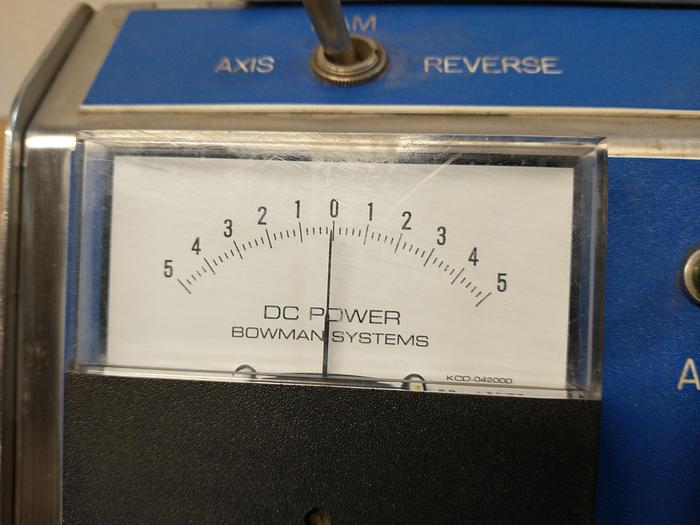 AM
AXIS REVERSE
5 4 3 2 1 0 1 2 3 4 5
DC POWER
BOWMAN SYSTEMS
KCD-042000
A